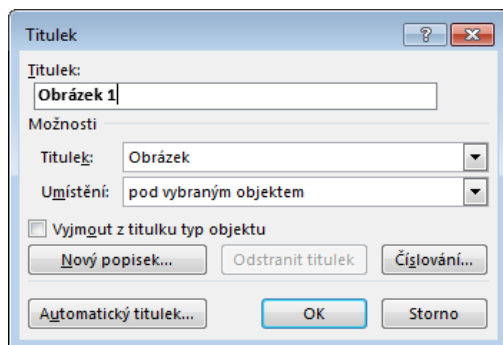 Titulek
Titulek:
Obrázek 1
Možnosti
Titulek: Obrázek
Umístění: pod vybraným objektem
Vyjmout z titulku typ objektu
Nový popisek... Odstranit titulek Číslování...
Automatický titulek... OK Storno